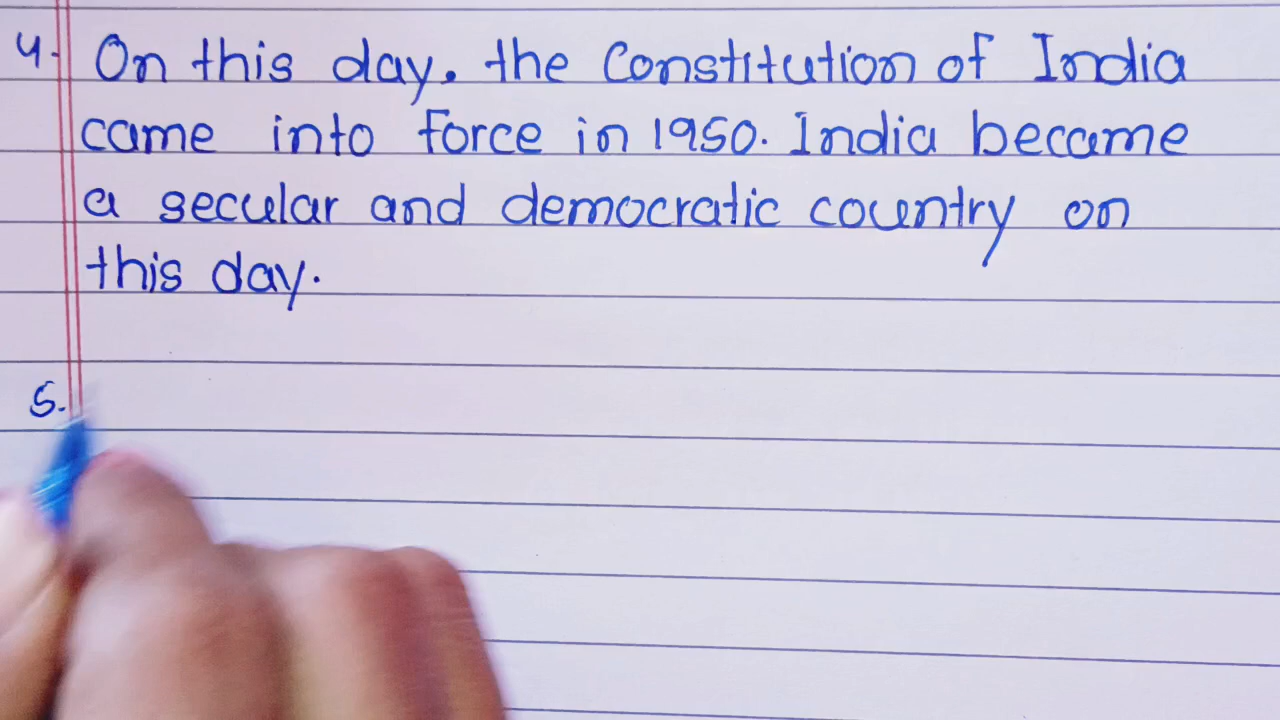 4. On this day, the Constitution of India
came into force in 1950. India became
a secular and democratic country on
this day.
5.